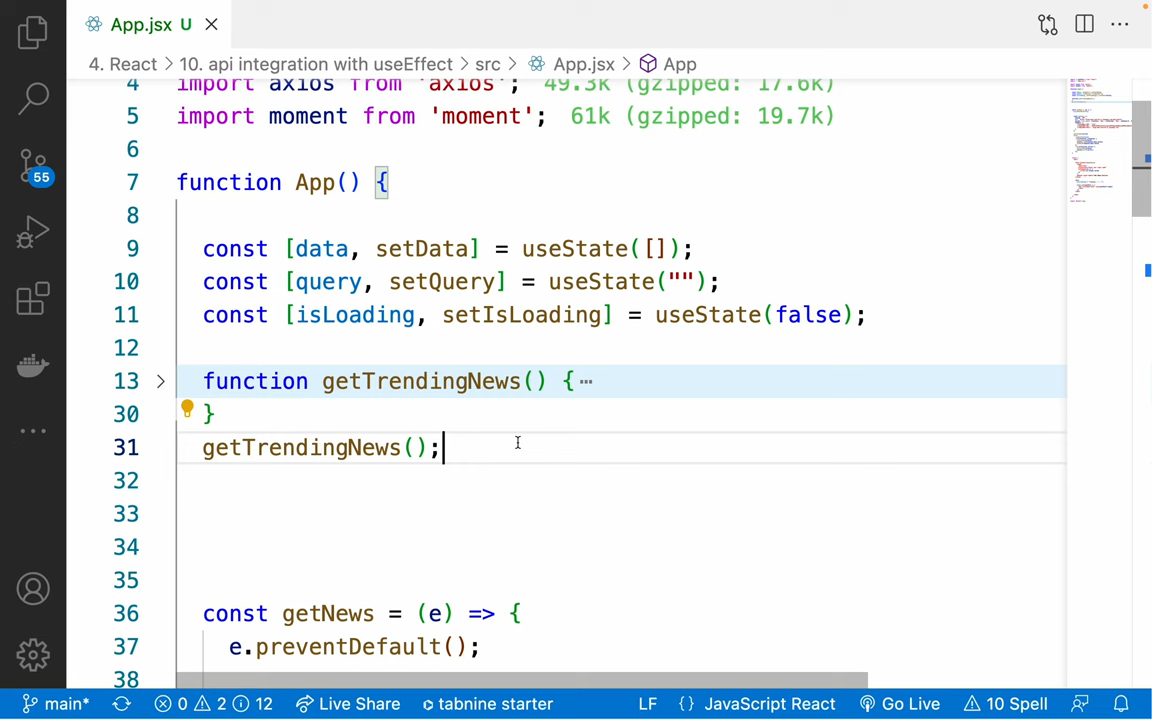 App.jsx U
4. React > 10. api integration with useEffect > src > App.jsx > App
4 import axios from 'axios'; 49.3k (gzipped: 17.6k)
5 import moment from 'moment'; 61k (gzipped: 19.7k)
6
7 function App() {
8
9 const [data, setData] = useState([]);
10 const [query, setQuery] = useState("");
11 const [isLoading, setIsLoading] = useState(false);
12
13 function getTrendingNews() {…
30 }
31 getTrendingNews();
32
33
34
35
36 const getNews = (e) => {
37 e.preventDefault();
38
55
main* 0 2 12 Live Share tabnine starter LF {} JavaScript React Go Live 10 Spell